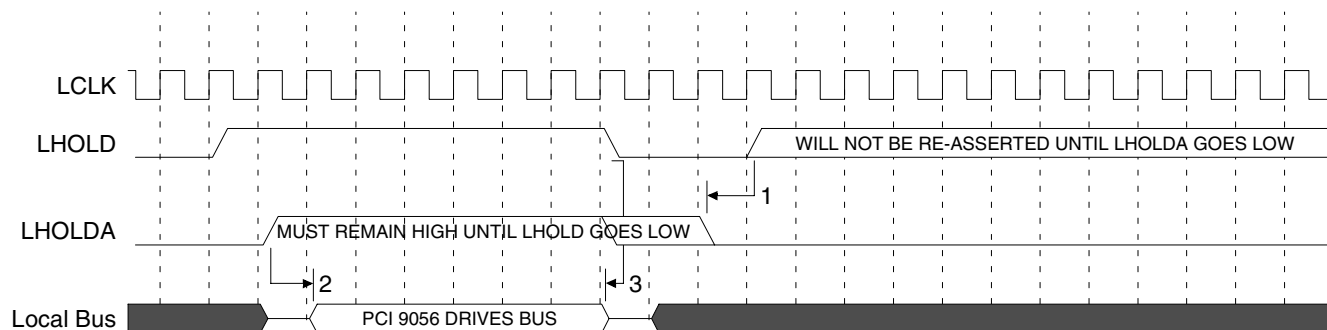 LCLK
LHOLD
WILL NOT BE RE-ASSERTED UNTIL LHOLDA GOES LOW
1
LHOLDA
MUST REMAIN HIGH UNTIL LHOLD GOES LOW
2
3
Local Bus
PCI 9056 DRIVES BUS